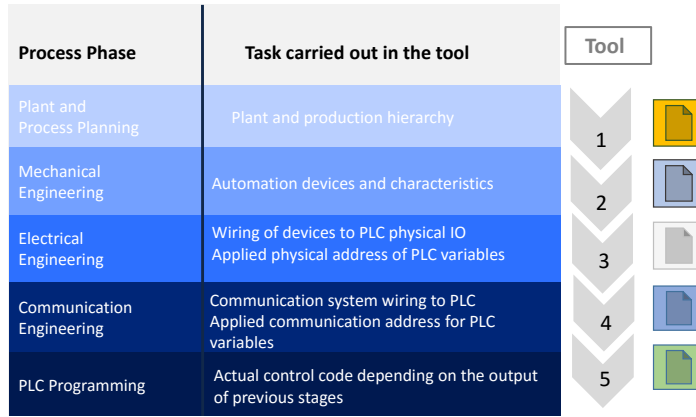 Process Phase
Task carried out in the tool
Tool
Plant and
Process Planning
Plant and production hierarchy
1
Mechanical
Engineering
Automation devices and characteristics
2
Electrical
Engineering
Wiring of devices to PLC physical IO
Applied physical address of PLC variables
3
Communication
Engineering
Communication system wiring to PLC
Applied communication address for PLC
variables
4
PLC Programming
Actual control code depending on the output
of previous stages
5